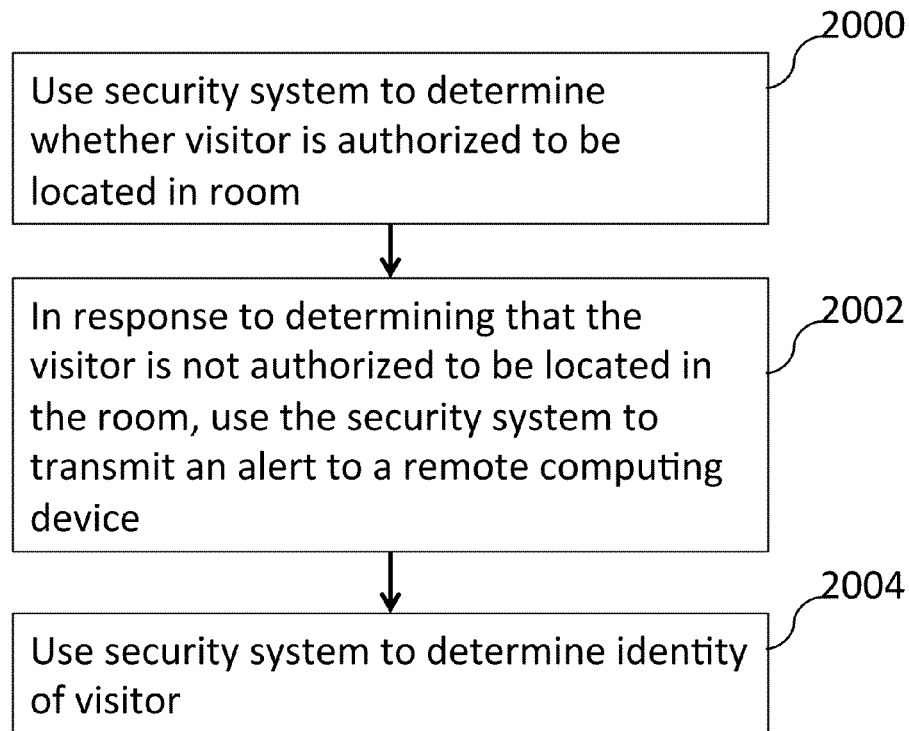 2000
Use security system to determine
whether visitor is authorized to be
located in room
2002
In response to determining that the
visitor is not authorized to be located in
the room, use the security system to
transmit an alert to a remote computing
device
2004
Use security system to determine identity
of visitor